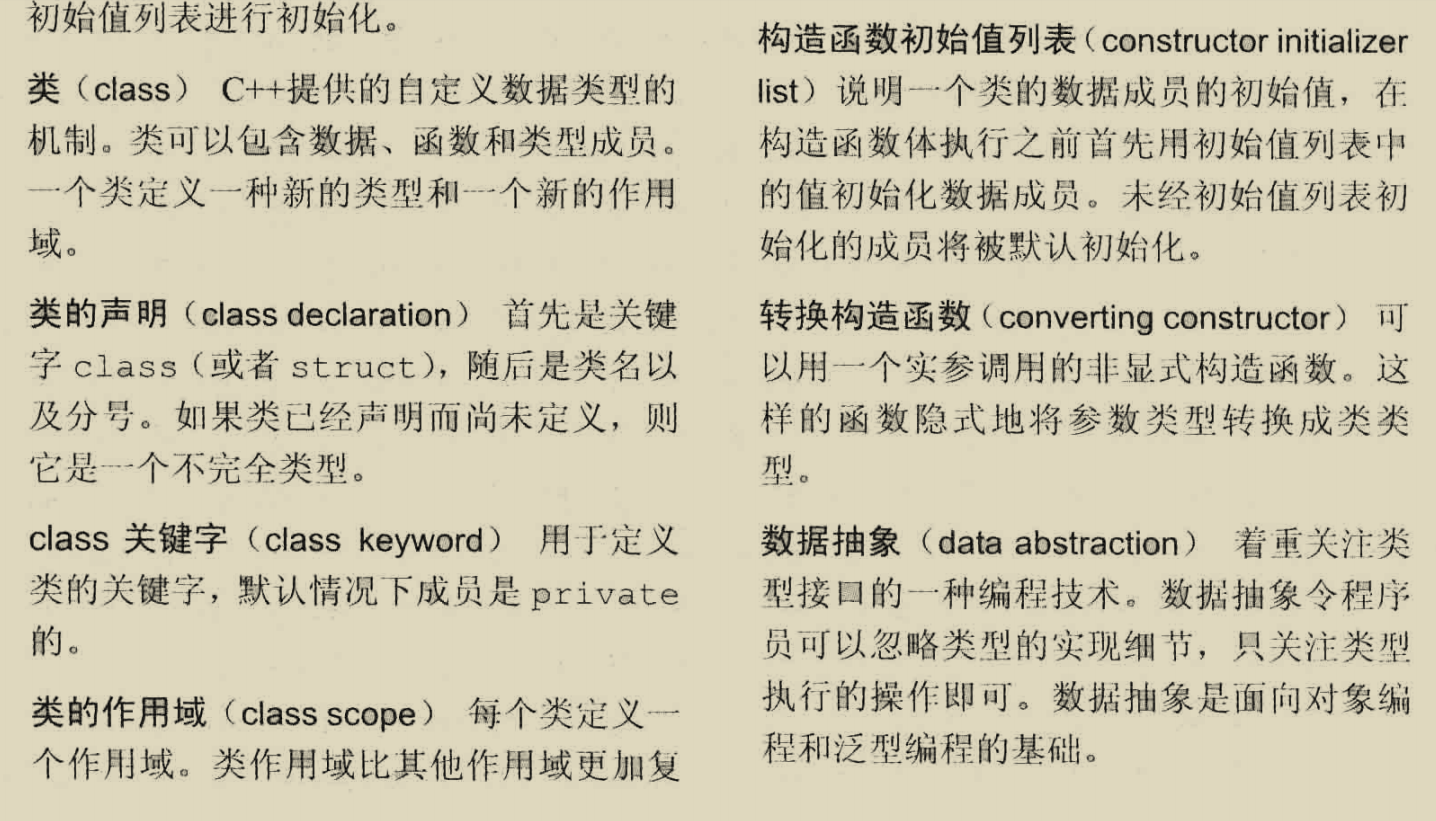 初始值列表进行初始化。
类（class） C++提供的自定义数据类型的
机制。类可以包含数据、函数和类型成员。
一个类定义一种新的类型和一个新的作用
域。
类的声明（class declaration） 首先是关键
字 class（或者 struct），随后是类名以
及分号。如果类已经声明而尚未定义，则
它是一个不完全类型。
class 关键字（class keyword） 用于定义
类的关键字，默认情况下成员是 private
的。
类的作用域（class scope） 每个类定义一
个作用域。类作用域比其他作用域更加复
构造函数初始值列表（constructor initializer
list）说明一个类的数据成员的初始值，在
构造函数体执行之前首先用初始值列表中
的值初始化数据成员。未经初始值列表初
始化的成员将被默认初始化。
转换构造函数（converting constructor） 可
以用一个实参调用的非显式构造函数。这
样的函数隐式地将参数类型转换成类类
型。
数据抽象（data abstraction） 着重关注类
型接口的一种编程技术。数据抽象令程序
员可以忽略类型的实现细节，只关注类型
执行的操作即可。数据抽象是面向对象编
程和泛型编程的基础。